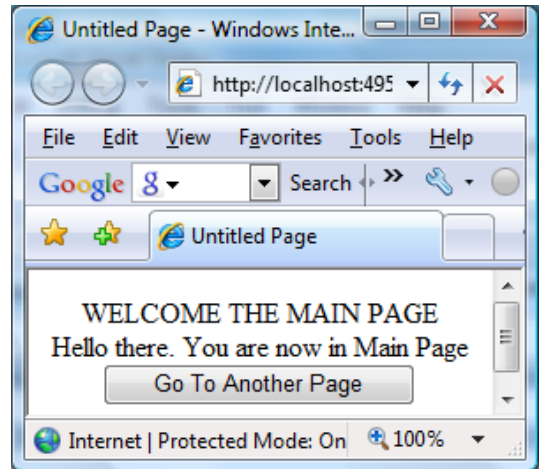 Untitled Page - Windows Inte...
http://localhost:495
File Edit View Favorites Tools Help
Google g Search »
Untitled Page
WELCOME THE MAIN PAGE
Hello there. You are now in Main Page
Go To Another Page
Internet | Protected Mode: On 100%